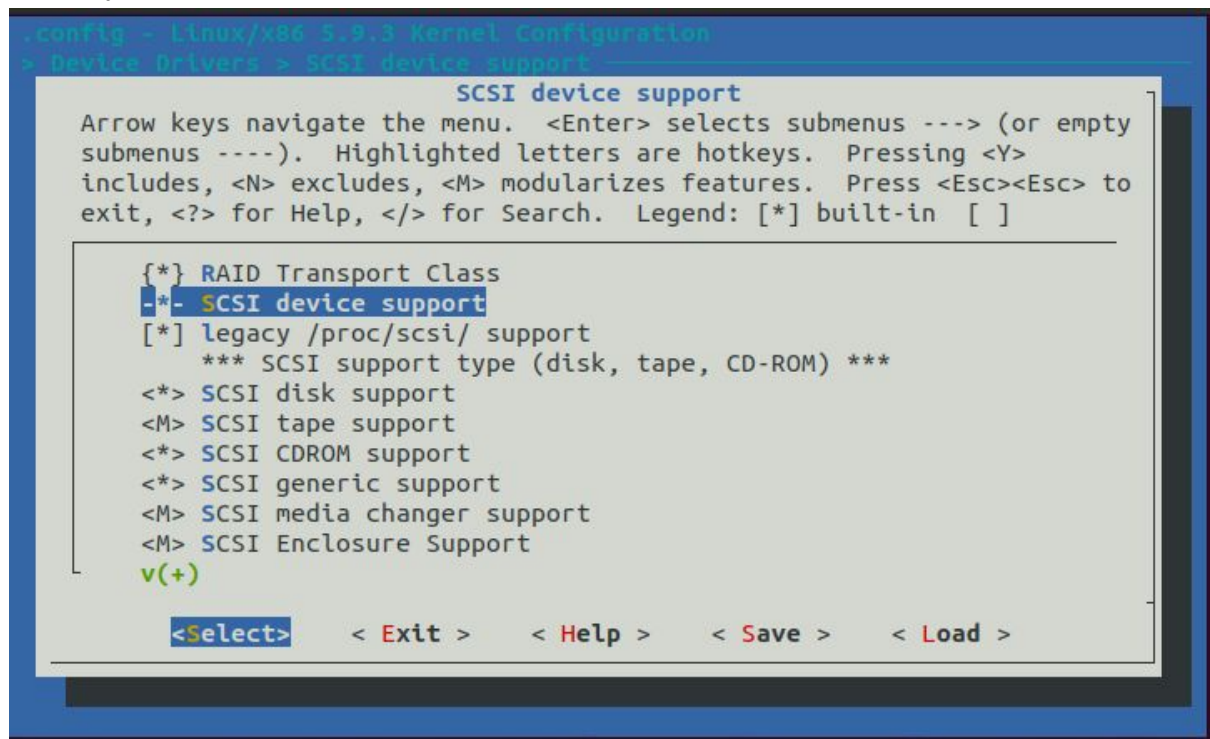 .config - Linux/x86 5.9.3 Kernel Configuration
> Device Drivers > SCSI device support
SCSI device support
Arrow keys navigate the menu.  <Enter> selects submenus ---> (or empty
submenus ----).  Highlighted letters are hotkeys.  Pressing <Y>
includes, <N> excludes, <M> modularizes features.  Press <Esc><Esc> to
exit, <?> for Help, </> for Search.  Legend: [*] built-in  [ ]
{*} RAID Transport Class
-*- SCSI device support
[*] legacy /proc/scsi/ support
*** SCSI support type (disk, tape, CD-ROM) ***
<*> SCSI disk support
<M> SCSI tape support
<*> SCSI CDROM support
<*> SCSI generic support
<M> SCSI media changer support
<M> SCSI Enclosure Support
v(+)
<Select>    < Exit >    < Help >    < Save >    < Load >